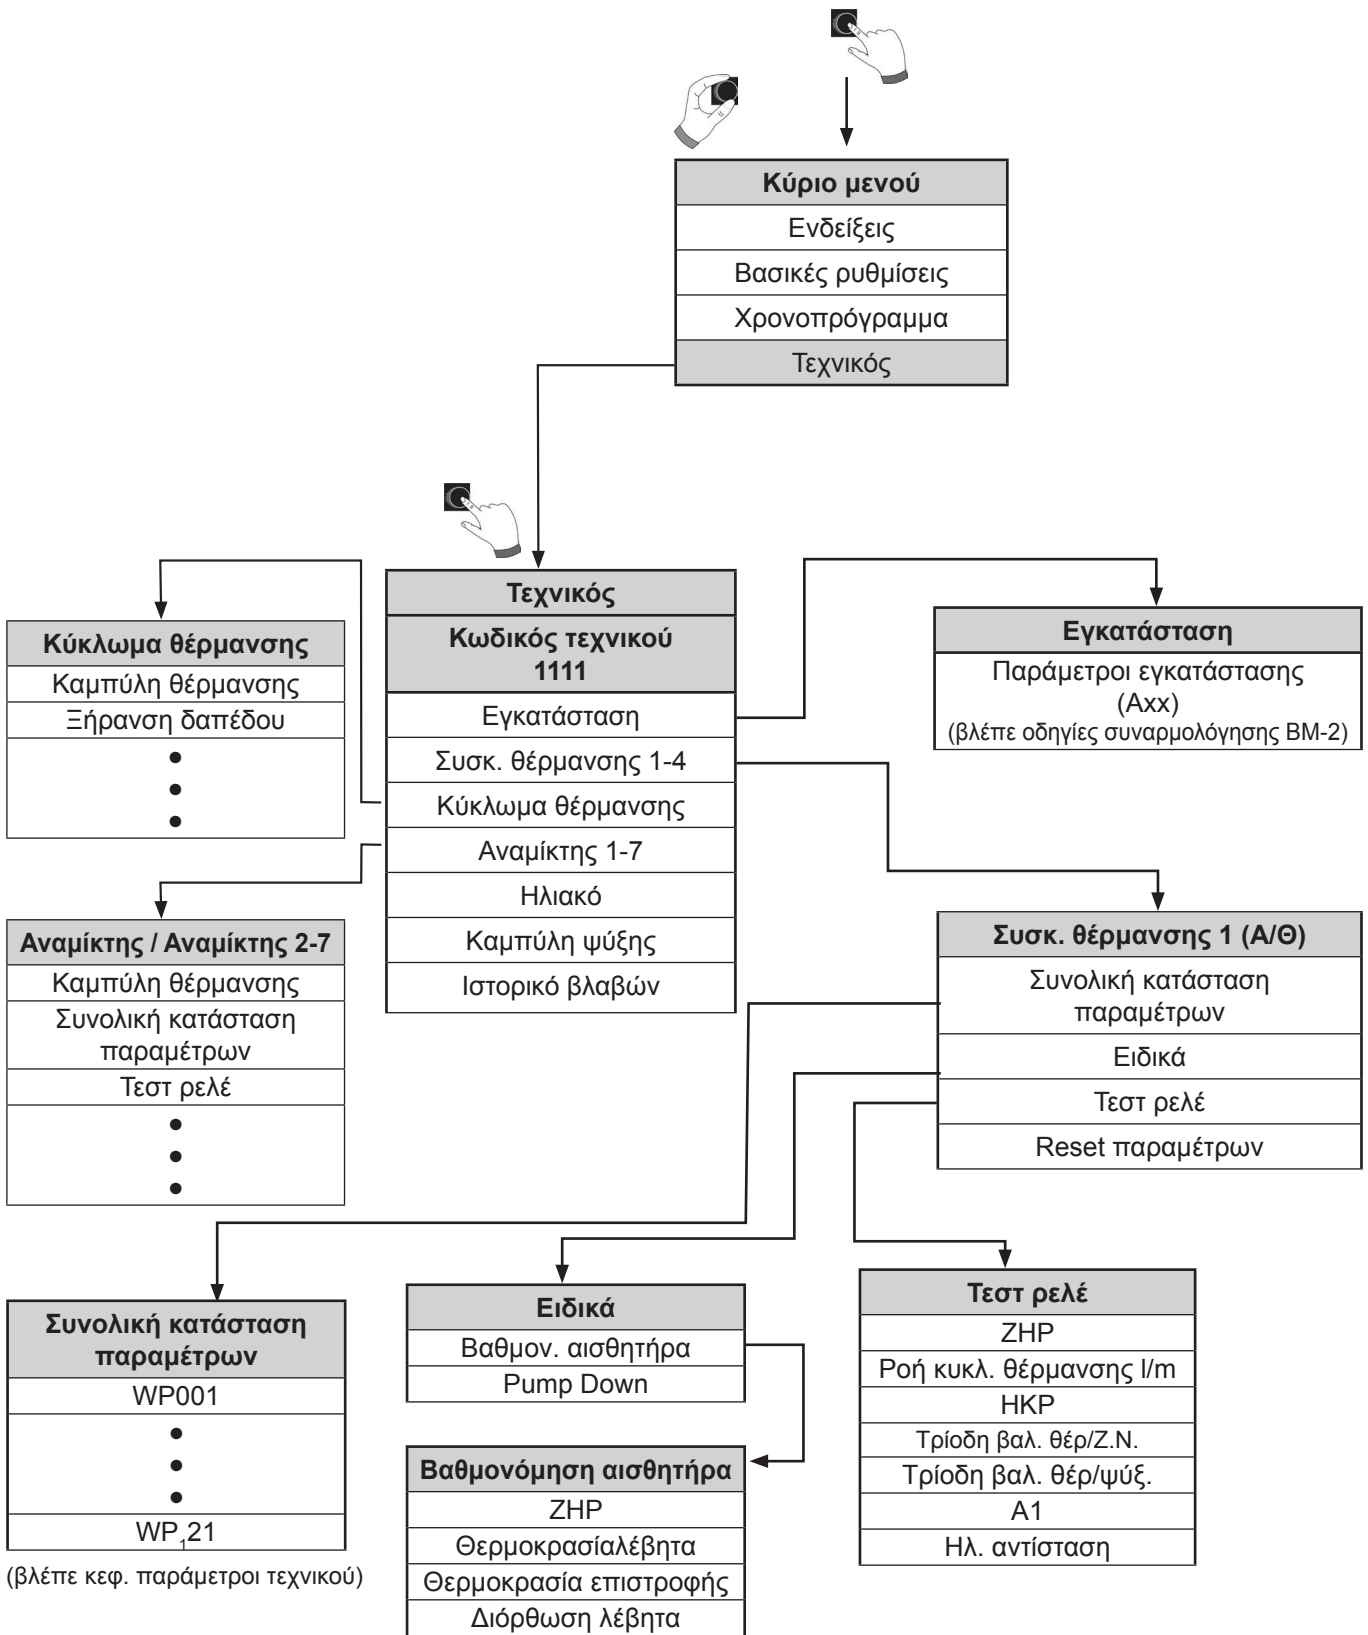 Κύριο μενού
Ενδείξεις
Βασικές ρυθμίσεις
Χρονοπρόγραμμα
Τεχνικός
Τεχνικός
Κωδικός τεχνικού
1111
Εγκατάσταση
Συσκ. θέρμανσης 1-4
Κύκλωμα θέρμανσης
Αναμίκτης 1-7
Ηλιακό
Καμπύλη ψύξης
Ιστορικό βλαβών
Κύκλωμα θέρμανσης
Καμπύλη θέρμανσης
Ξήρανση δαπέδου
●
●
●
Εγκατάσταση
Παράμετροι εγκατάστασης
(Axx)
(βλέπε οδηγίες συναρμολόγησης BM-2)
Αναμίκτης / Αναμίκτης 2-7
Καμπύλη θέρμανσης
Συνολική κατάσταση
παραμέτρων
Τεστ ρελέ
●
●
●
Συσκ. θέρμανσης 1 (Α/Θ)
Συνολική κατάσταση
παραμέτρων
Ειδικά
Τεστ ρελέ
Reset παραμέτρων
Συνολική κατάσταση
παραμέτρων
WP001
●
●
●
WP₁21
(βλέπε κεφ. παράμετροι τεχνικού)
Ειδικά
Βαθμον. αισθητήρα
Pump Down
Βαθμονόμηση αισθητήρα
ZHP
Θερμοκρασίαλέβητα
Θερμοκρασία επιστροφής
Διόρθωση λέβητα
Τεστ ρελέ
ZHP
Ροή κυκλ. θέρμανσης l/m
HKP
Τρίοδη βαλ. θέρ/Ζ.Ν.
Τρίοδη βαλ. θέρ/ψύξ.
A1
Ηλ. αντίσταση